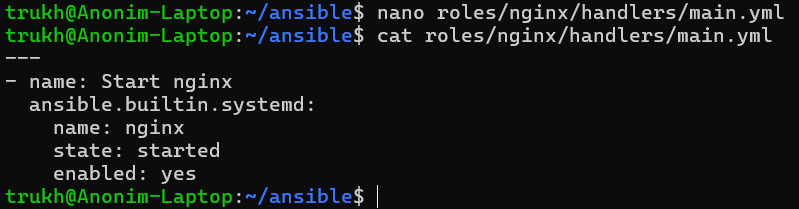 trukh@Anonim-Laptop:~/ansible$ nano roles/nginx/handlers/main.yml
trukh@Anonim-Laptop:~/ansible$ cat roles/nginx/handlers/main.yml
---
- name: Start nginx
  ansible.builtin.systemd:
    name: nginx
    state: started
    enabled: yes
trukh@Anonim-Laptop:~/ansible$